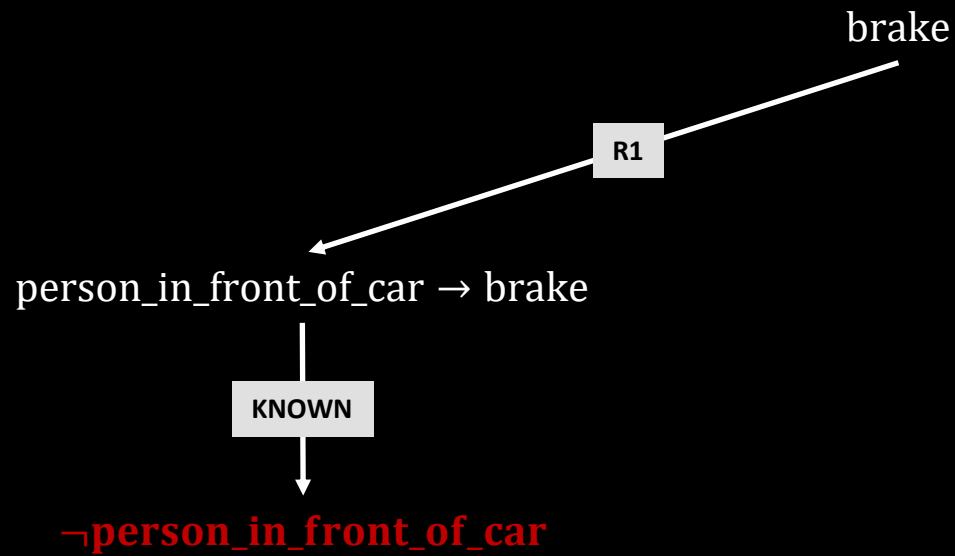 brake
R1
person_in_front_of_car → brake
KNOWN
¬person_in_front_of_car